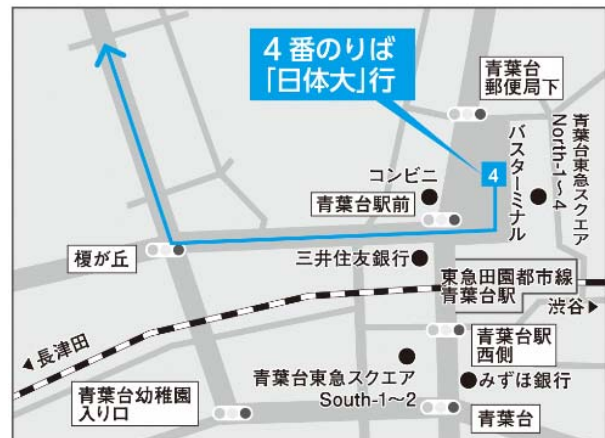 4番のりば
「日体大」行
青葉台
郵便局下
青葉台東急スクエア
North-1〜4
バスターミナル
4
コンビニ
青葉台駅前
榎が丘
三井住友銀行
東急田園都市線
青葉台駅
渋谷▶
◀長津田
青葉台駅
西側
青葉台東急スクエア
South-1〜2
みずほ銀行
青葉台幼稚園
入り口
青葉台